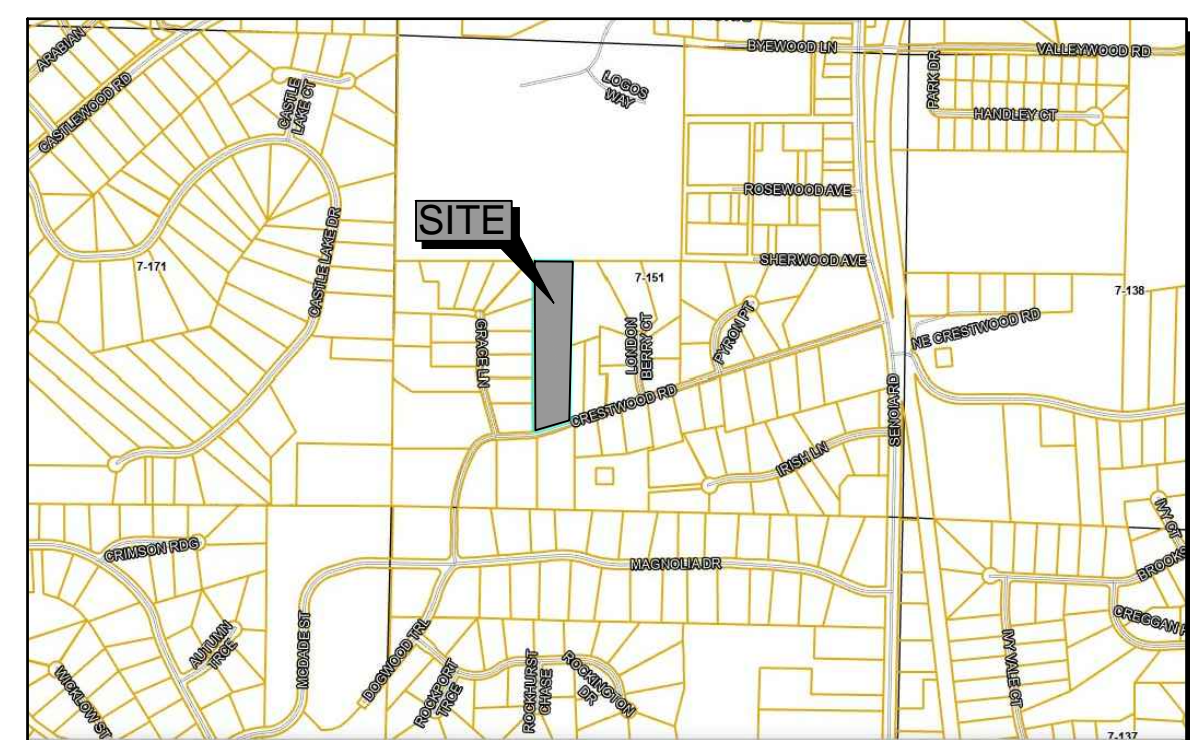 ARABIAN
CASTLEWOOD RD
CASTLE
LAKE CT
LOGOS
WAY
BYEWOOD LN
VALLEYWOOD RD
PARK DR
HANDLEY CT
ROSEWOOD AVE
SITE
CASTLE LAKE DR
7-171
SHERWOOD AVE
7-151
7-138
GRACE LN
LONDON
BERRY CT
PYRON PT
NE CRESTWOOD RD
CRESTWOOD RD
SENOIA RD
IRISH LN
IVY CT
CRIMSON RDG
MAGNOLIA DR
BROOKS
CREGGAN
AUTUMN
TRCE
MCDADE ST
DOGWOOD TRL
ROCKPORT
TRCE
ROCKHURST
CHASE
ROCKINGTON
DR
IVY VALE CT
WICKLOW ST
7-137